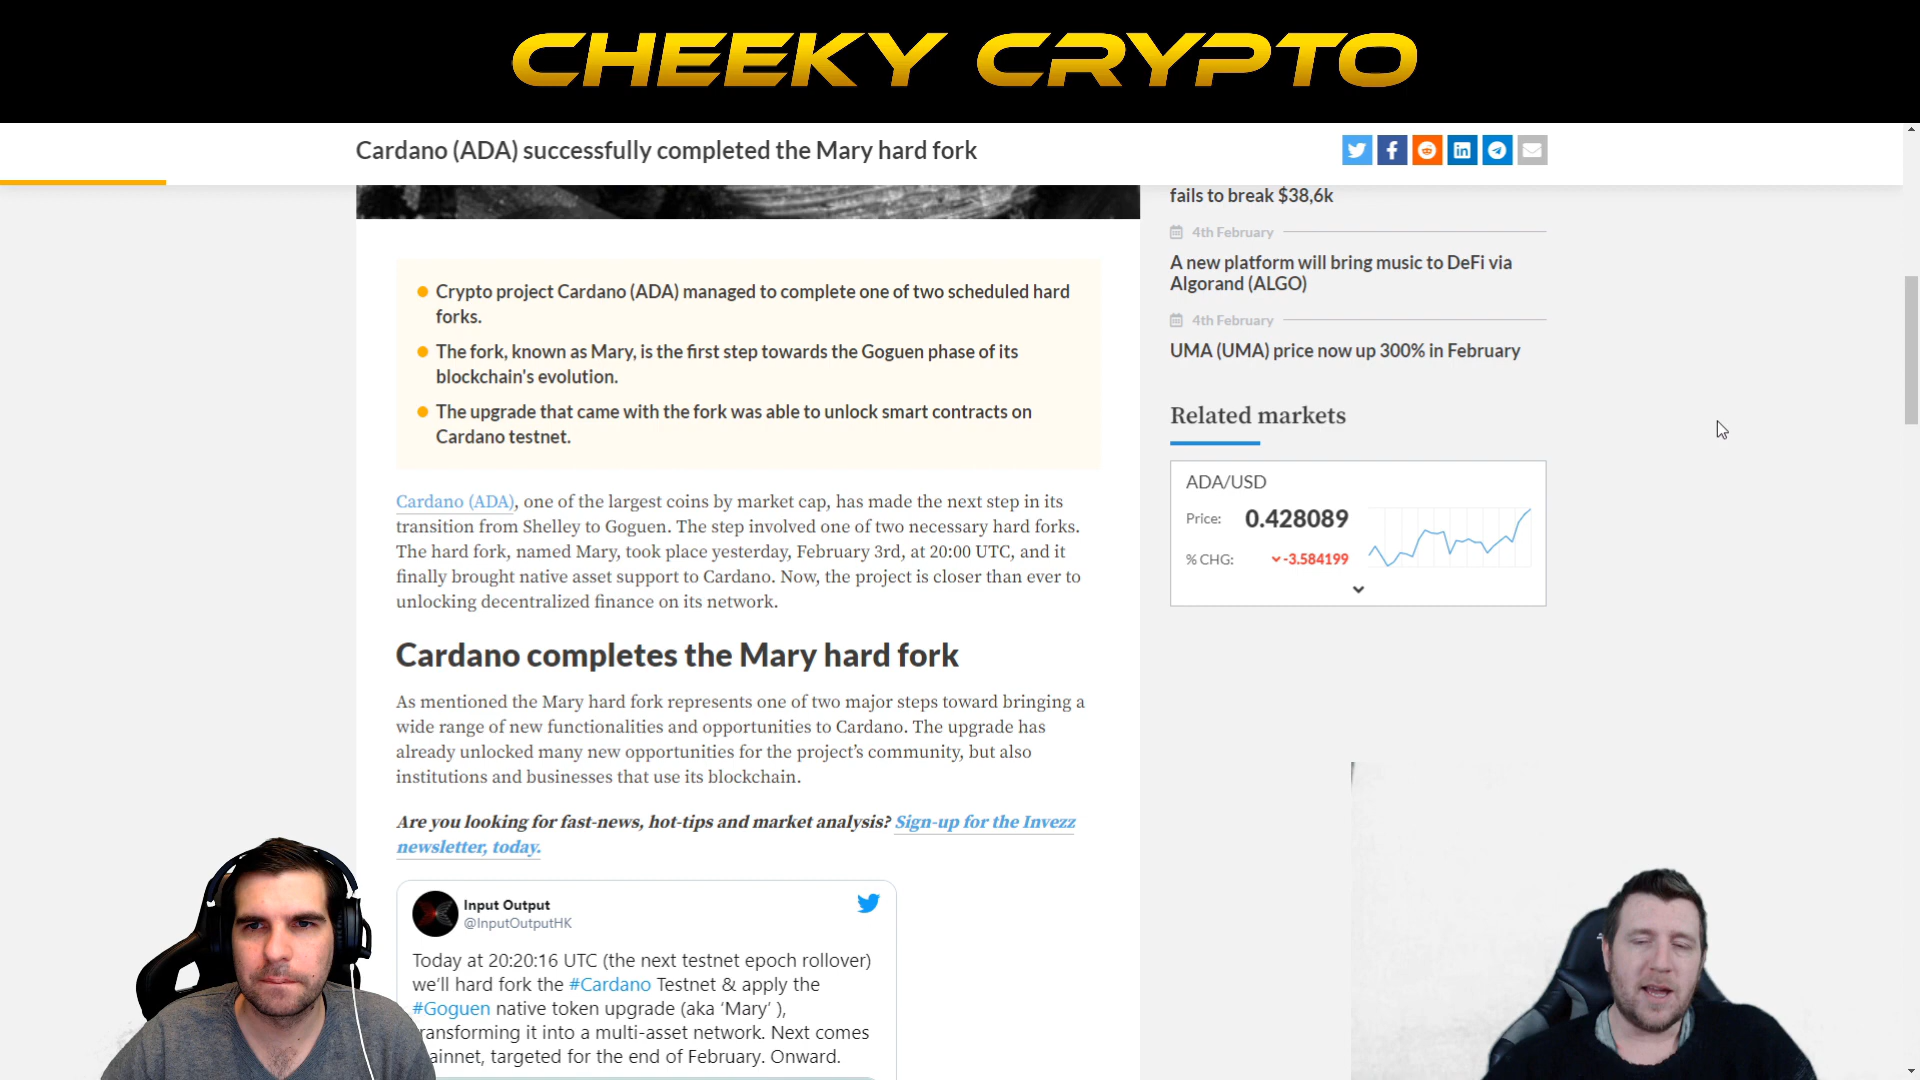 CHEEKY CRYPTO
Cardano (ADA) successfully completed the Mary hard fork
fails to break $38,6k
4th February
A new platform will bring music to DeFi via
Algorand (ALGO)
4th February
UMA (UMA) price now up 300% in February
Related markets
ADA/USD
Price: 0.428089
% CHG: -3.584199
Crypto project Cardano (ADA) managed to complete one of two scheduled hard
forks.
The fork, known as Mary, is the first step towards the Goguen phase of its
blockchain's evolution.
The upgrade that came with the fork was able to unlock smart contracts on
Cardano testnet.
Cardano (ADA), one of the largest coins by market cap, has made the next step in its
transition from Shelley to Goguen. The step involved one of two necessary hard forks.
The hard fork, named Mary, took place yesterday, February 3rd, at 20:00 UTC, and it
finally brought native asset support to Cardano. Now, the project is closer than ever to
unlocking decentralized finance on its network.
Cardano completes the Mary hard fork
As mentioned the Mary hard fork represents one of two major steps toward bringing a
wide range of new functionalities and opportunities to Cardano. The upgrade has
already unlocked many new opportunities for the project's community, but also
institutions and businesses that use its blockchain.
Are you looking for fast-news, hot-tips and market analysis? Sign-up for the Invezz
newsletter, today.
Input Output
@InputOutputHK
Today at 20:20:16 UTC (the next testnet epoch rollover)
we'll hard fork the #Cardano Testnet & apply the
#Goguen native token upgrade (aka 'Mary' ),
ransforming it into a multi-asset network. Next comes
ainnet, targeted for the end of February. Onward.